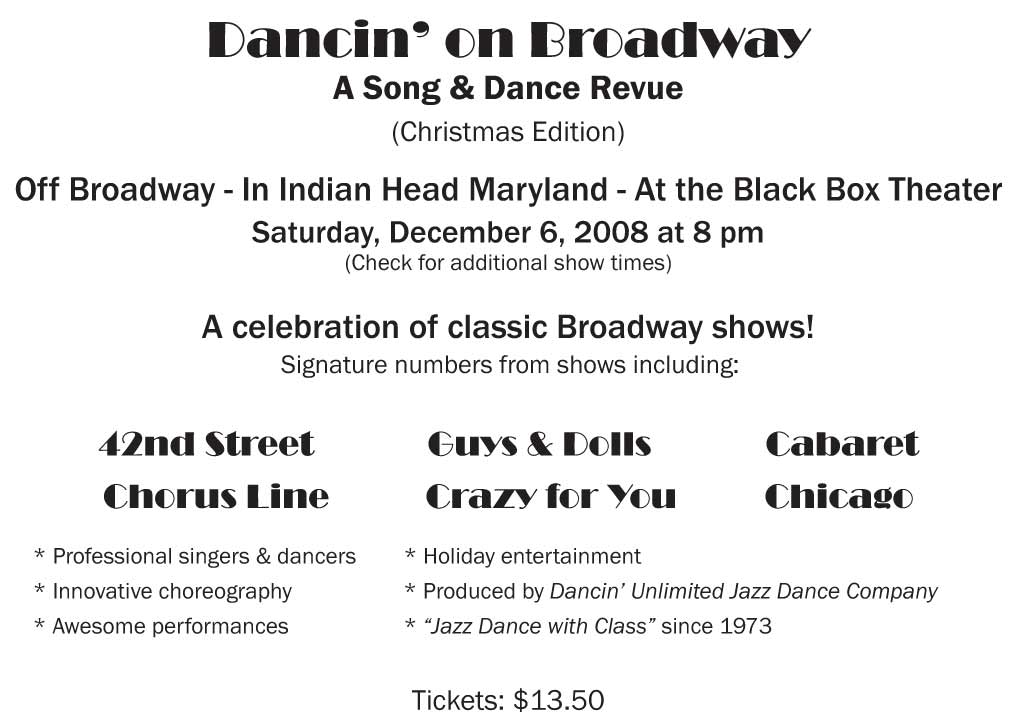 Dancin’ on Broadway
A Song & Dance Revue
(Christmas Edition)
Off Broadway - In Indian Head Maryland - At the Black Box Theater
Saturday, December 6, 2008 at 8 pm
(Check for additional show times)
A celebration of classic Broadway shows!
Signature numbers from shows including:
42nd Street Guys & Dolls Cabaret
Chorus Line Crazy for You Chicago
* Professional singers & dancers * Holiday entertainment
* Innovative choreography * Produced by Dancin’ Unlimited Jazz Dance Company
* Awesome performances * “Jazz Dance with Class” since 1973
Tickets: $13.50